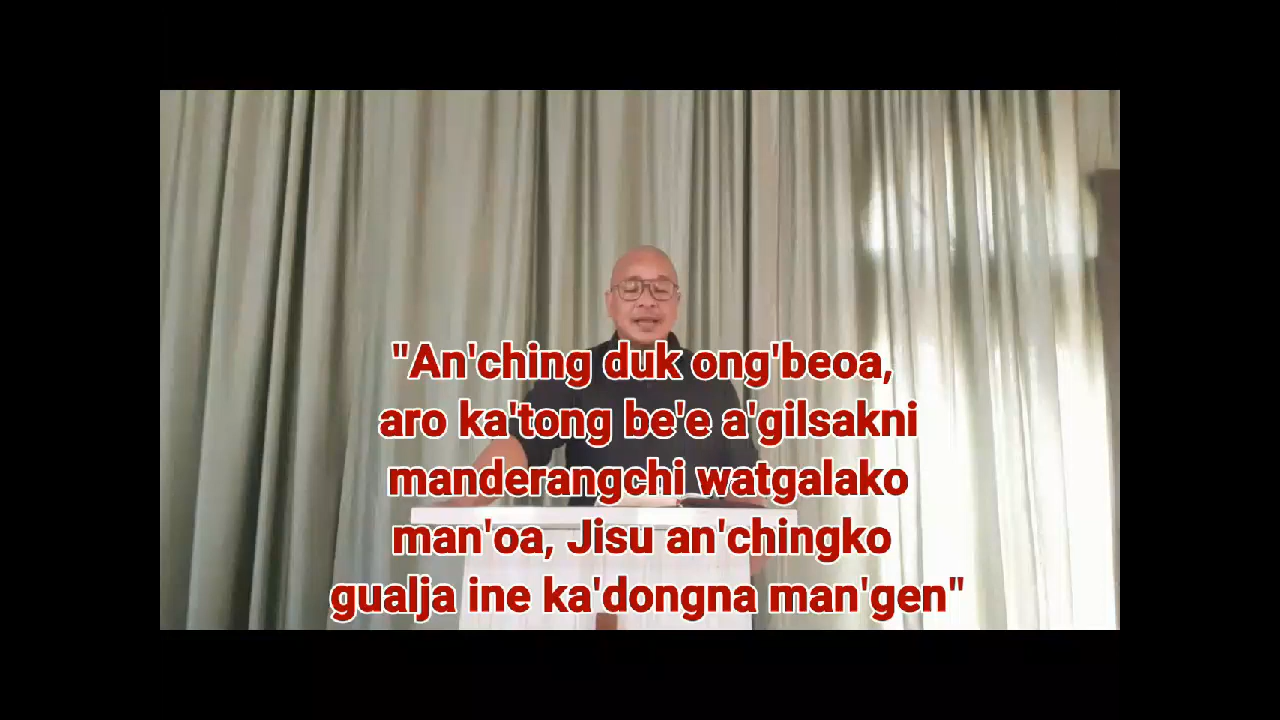 "An'ching duk ong'beoa,
aro ka'tong be'e a'gilsakni
manderangchi watgalako
man'oa, Jisu an'chingko
gualja ine ka'dongna man'gen"